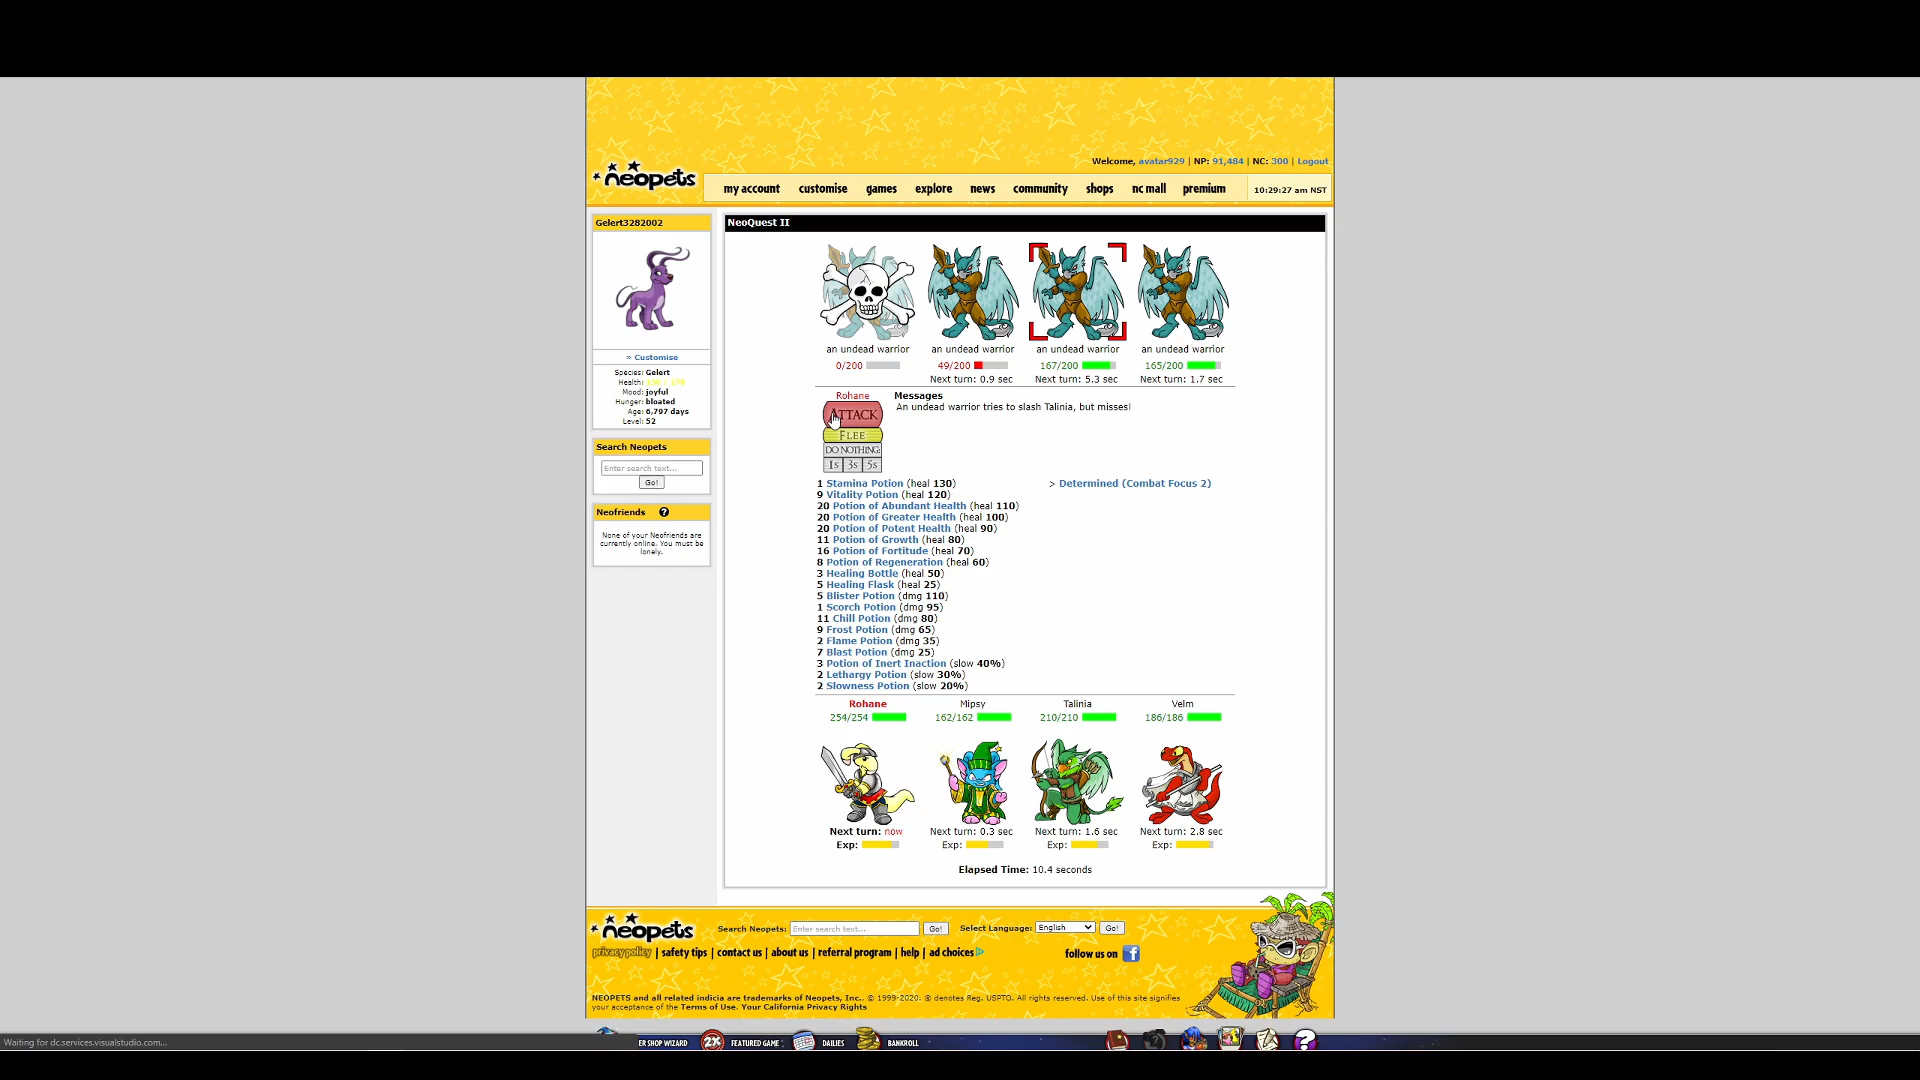 Welcome, avatar929 | NP: 91,484 | NC: 300 | Logout
neopets
my account customise games explore news community shops nc mall premium 10:29:27 am NST
Gelert3282002
» Customise
Species: Gelert
Health:
Mood: joyful
Hunger: bloated
Age: 6,797 days
Level: 52
Search Neopets
Enter search text...
Go!
Neofriends ?
None of your Neofriends are
currently online. You must be
lonely.
NeoQuest II
an undead warrior an undead warrior an undead warrior an undead warrior
0/200 49/200 167/200 165/200
Next turn: 0.9 sec Next turn: 5.3 sec Next turn: 1.7 sec
Rohane Messages
ATTACK An undead warrior tries to slash Talinia, but misses!
FLEE
DO NOTHING:
1s 3s 5s
1 Stamina Potion (heal 130) > Determined (Combat Focus 2)
9 Vitality Potion (heal 120)
20 Potion of Abundant Health (heal 110)
20 Potion of Greater Health (heal 100)
20 Potion of Potent Health (heal 90)
11 Potion of Growth (heal 80)
16 Potion of Fortitude (heal 70)
8 Potion of Regeneration (heal 60)
3 Healing Bottle (heal 50)
5 Healing Flask (heal 25)
5 Blister Potion (dmg 110)
1 Scorch Potion (dmg 95)
11 Chill Potion (dmg 80)
9 Frost Potion (dmg 65)
2 Flame Potion (dmg 35)
7 Blast Potion (dmg 25)
3 Potion of Inert Inaction (slow 40%)
2 Lethargy Potion (slow 30%)
2 Slowness Potion (slow 20%)
Rohane Mipsy Talinia Velm
254/254 162/162 210/210 186/186
Next turn: now Next turn: 0.3 sec Next turn: 1.6 sec Next turn: 2.8 sec
Exp: Exp: Exp: Exp:
Elapsed Time: 10.4 seconds
neopets Search Neopets: Enter search text... Go! Select Language: English Go!
privacy policy | safety tips | contact us | about us | referral program | help | ad choices follow us on f
NEOPETS and all related indicia are trademarks of Neopets, Inc., © 1999-2020. ® denotes Reg. USPTO. All rights reserved. Use of this site signifies
your acceptance of the Terms of Use. Your California Privacy Rights
Waiting for dc.services.visualstudio.com... ER SHOP WIZARD 2X FEATURED GAME DAILIES BANKROLL ?